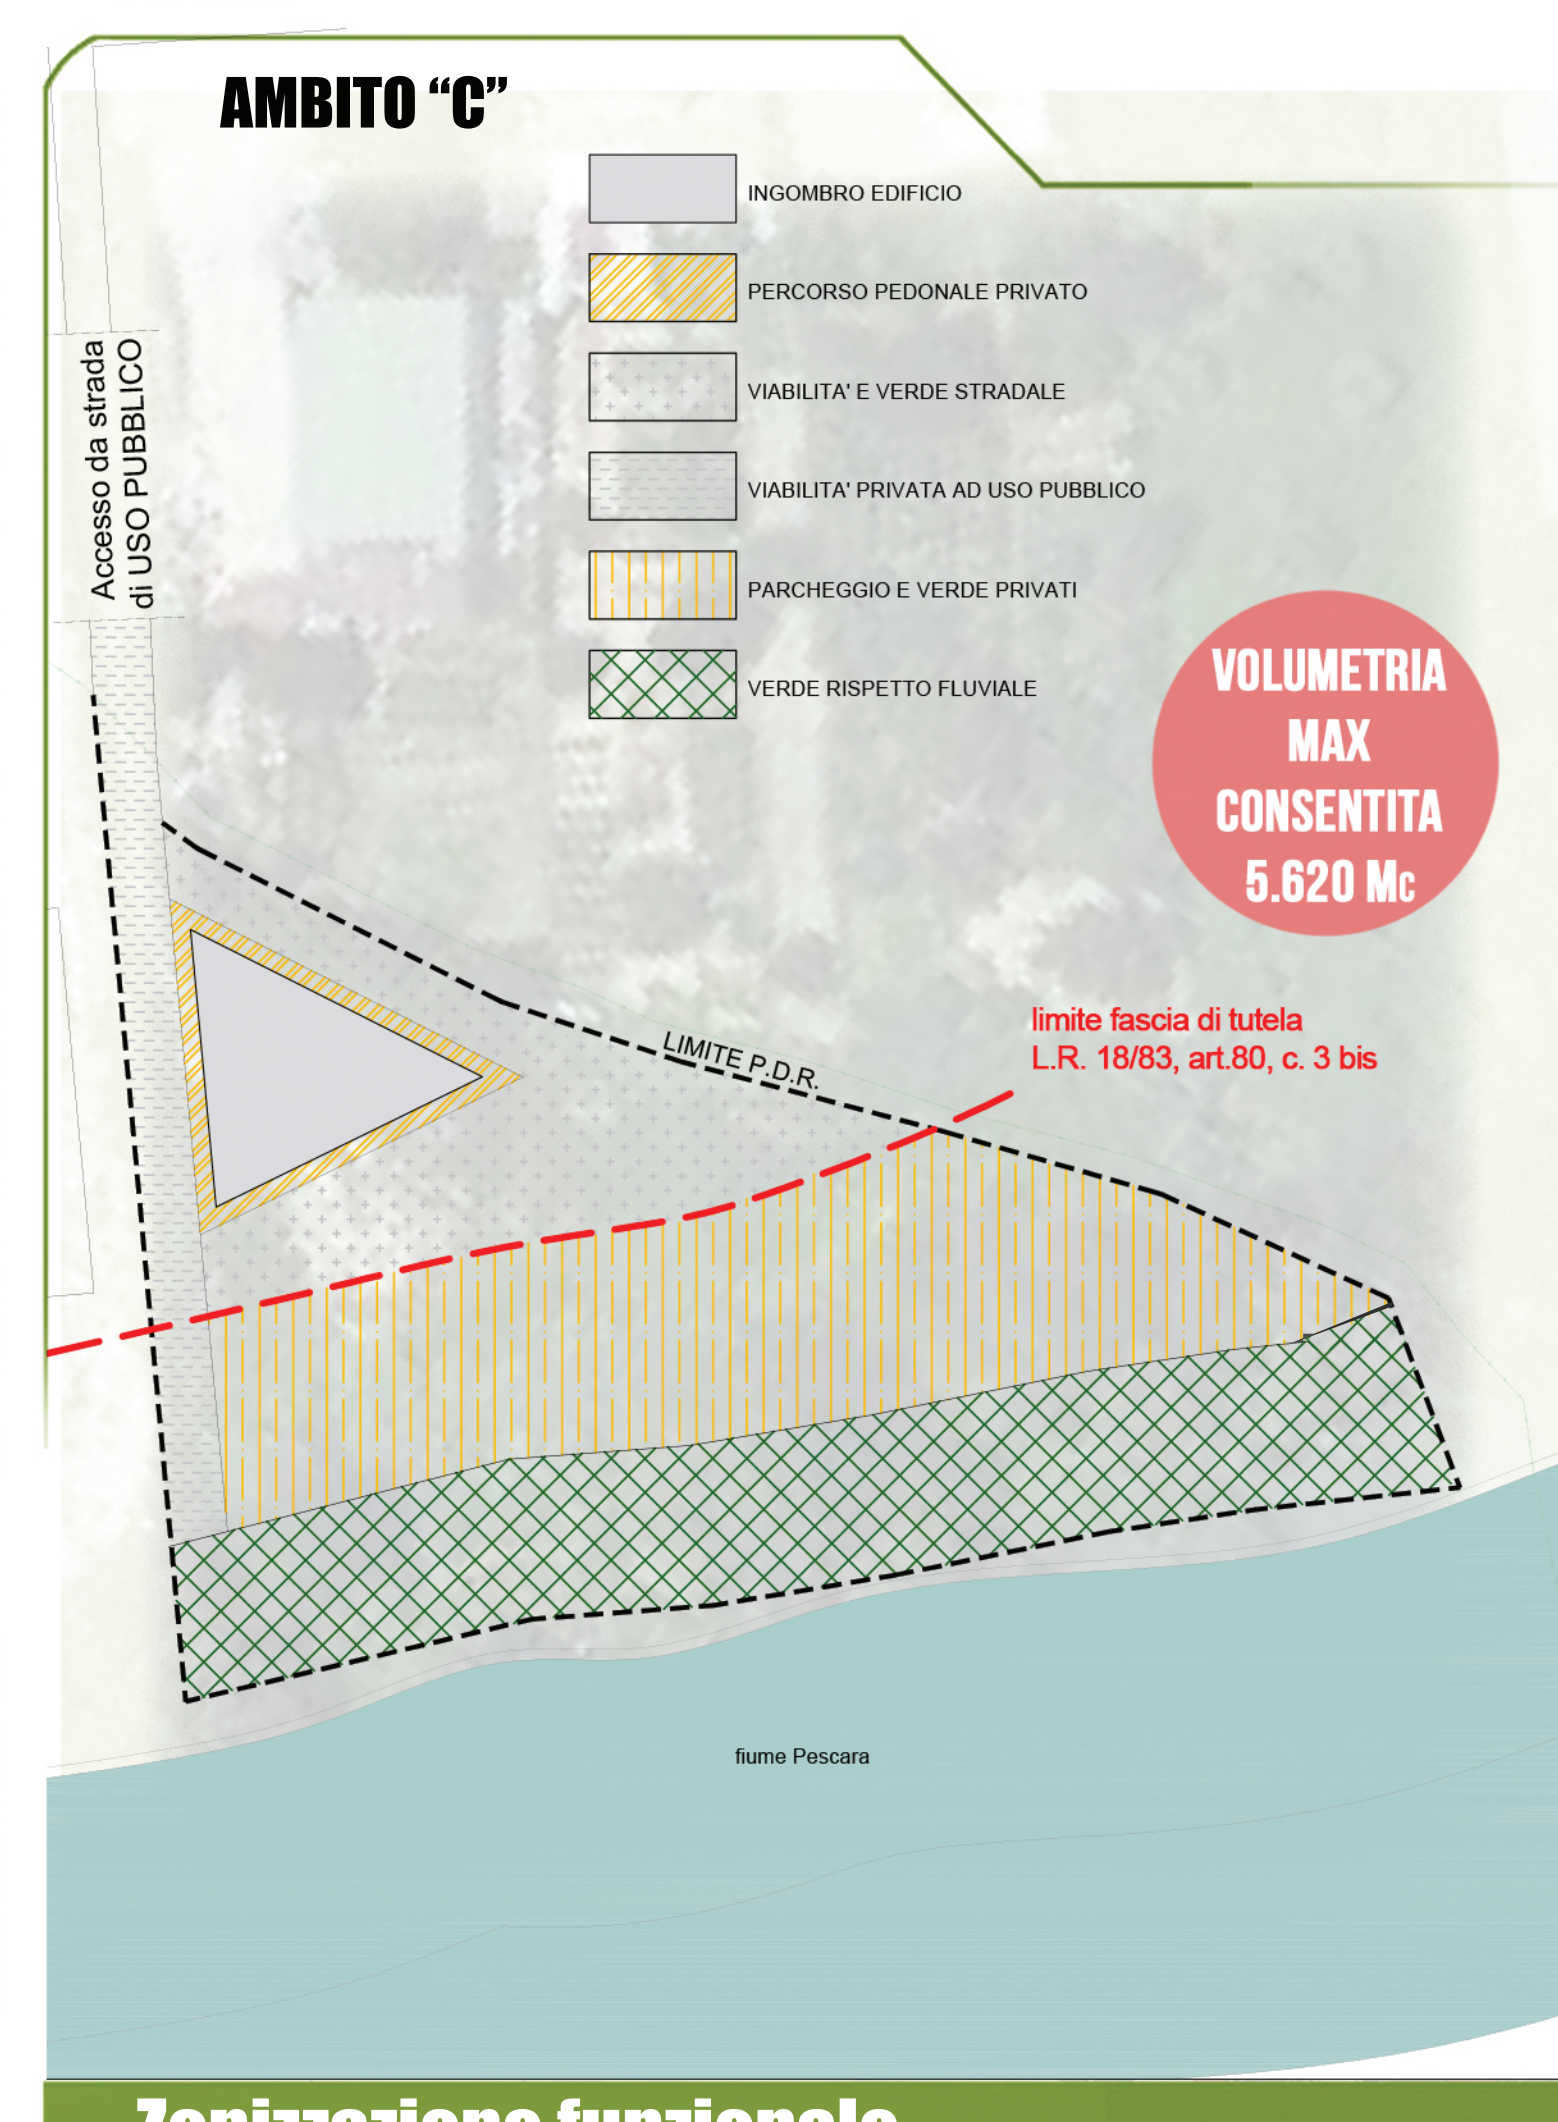 AMBITO “C”
INGOMBRO EDIFICIO
PERCORSO PEDONALE PRIVATO
VIABILITA' E VERDE STRADALE
VIABILITA' PRIVATA AD USO PUBBLICO
PARCHEGGIO E VERDE PRIVATI
VERDE RISPETTO FLUVIALE
Accesso da strada
di USO PUBBLICO
VOLUMETRIA
MAX
CONSENTITA
5.620 Mc
limite fascia di tutela
L.R. 18/83, art.80, c. 3 bis
LIMITE P.D.R.
fiume Pescara
Zonizzazione funzionale